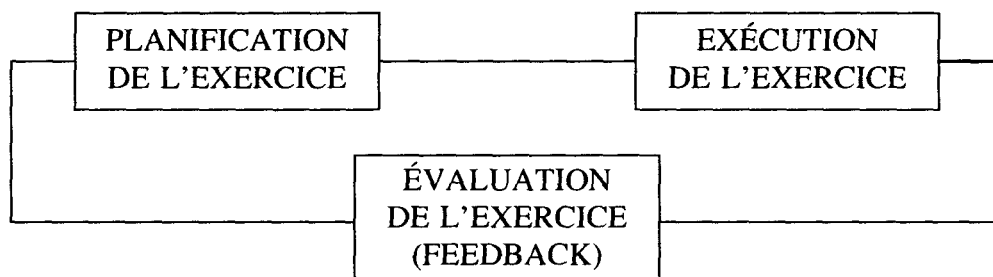 PLANIFICATION
DE L'EXERCICE
EXÉCUTION
DE L'EXERCICE
ÉVALUATION
DE L'EXERCICE
(FEEDBACK)